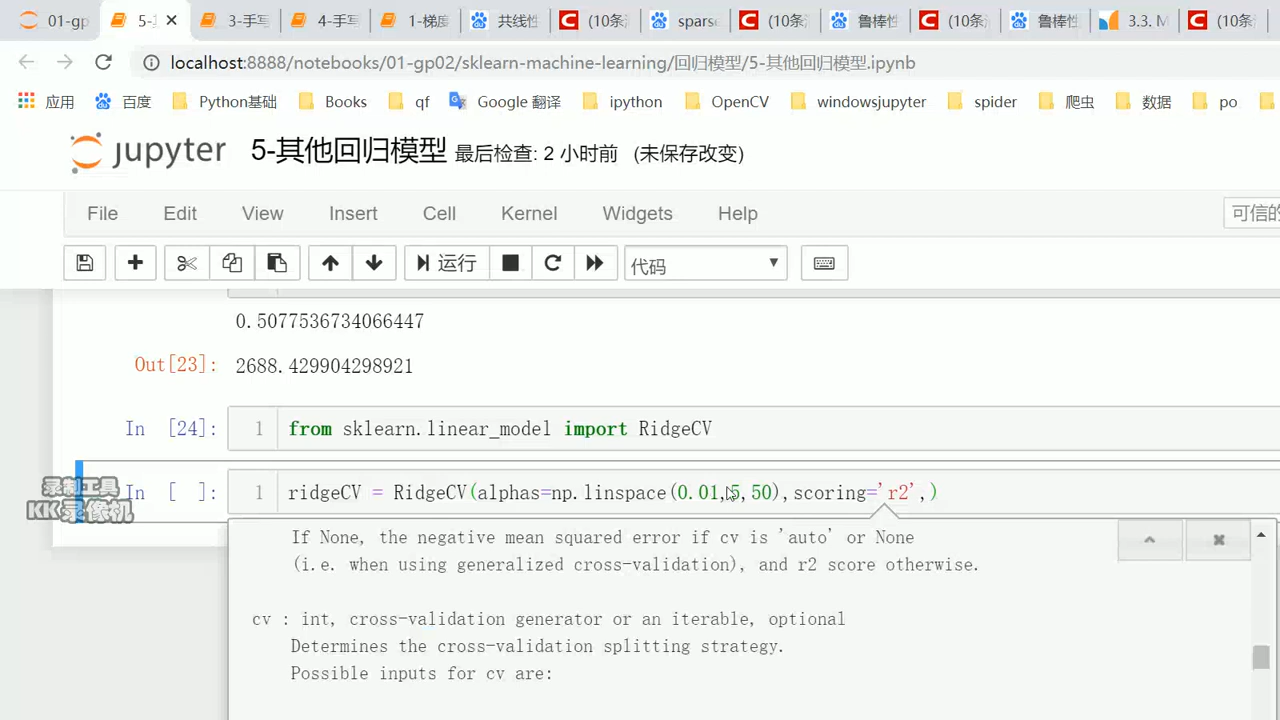 01-gp
5-
3-手写
4-手写
1-梯度
共线性
(10条
sparse
(10条
鲁棒性
(10条
鲁棒性
3.3. M
(10条
localhost:8888/notebooks/01-gp02/sklearn-machine-learning/回归模型/5-其他回归模型.ipynb
应用
百度
Python基础
Books
qf
Google 翻译
ipython
OpenCV
windowsjupyter
spider
爬虫
数据
po
jupyter 5-其他回归模型 最后检查: 2 小时前 (未保存改变)
File Edit View Insert Cell Kernel Widgets Help
可信的
运行
代码
0.5077536734066447
Out[23]: 2688.429904298921
In [24]: 1 from sklearn.linear_model import RidgeCV
录制工具
KK录像机
In [ ]: 1 ridgeCV = RidgeCV(alphas=np.linspace(0.01,5,50),scoring='r2',)
If None, the negative mean squared error if cv is 'auto' or None
(i.e. when using generalized cross-validation), and r2 score otherwise.
cv : int, cross-validation generator or an iterable, optional
Determines the cross-validation splitting strategy.
Possible inputs for cv are: